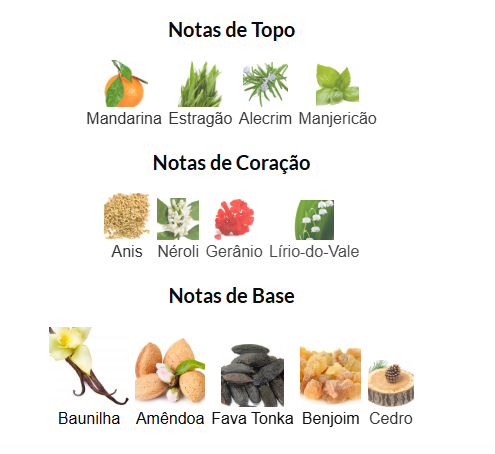 Notas de Topo
Mandarina Estragão Alecrim Manjericão
Notas de Coração
Anis Néroli Gerânio Lírio-do-Vale
Notas de Base
Baunilha Amêndoa Fava Tonka Benjoim Cedro